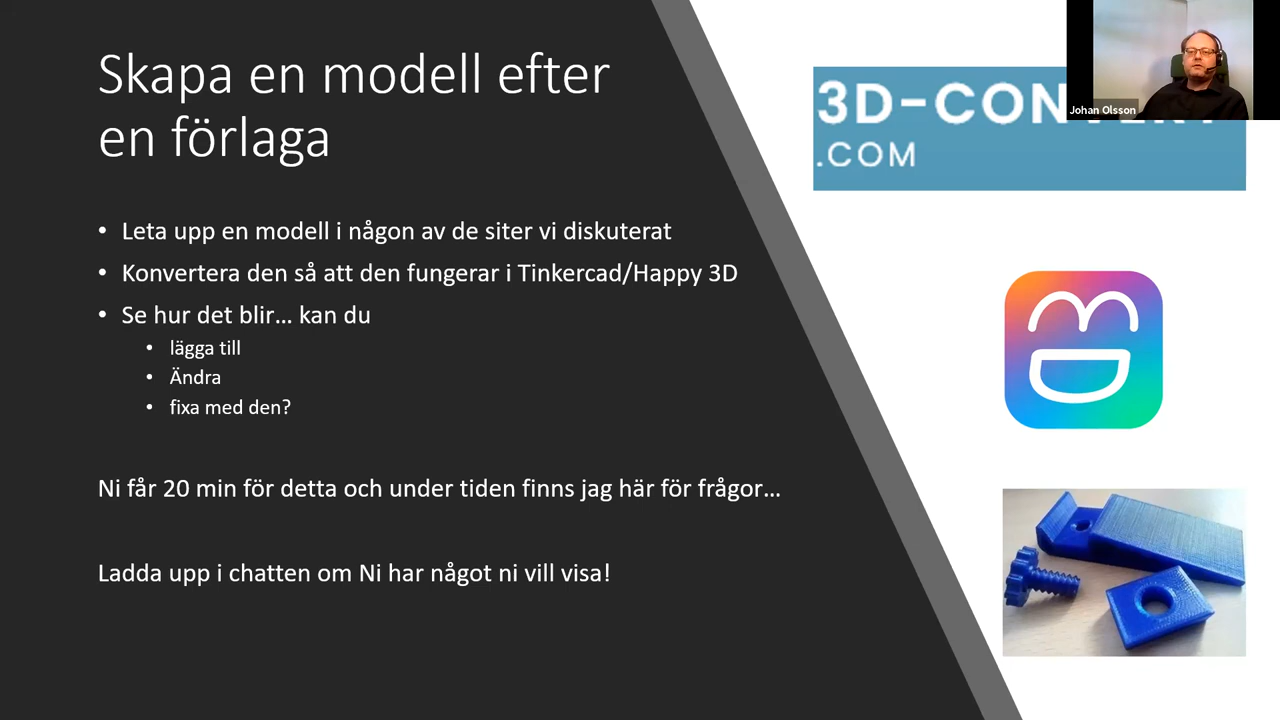 Skapa en modell efter
en förlaga
• Leta upp en modell i någon av de siter vi diskuterat
• Konvertera den så att den fungerar i Tinkercad/Happy 3D
• Se hur det blir... kan du
• lägga till
• Ändra
• fixa med den?
Ni får 20 min för detta och under tiden finns jag här för frågor...
Ladda upp i chatten om Ni har något ni vill visa!
Johan Olsson
.COM